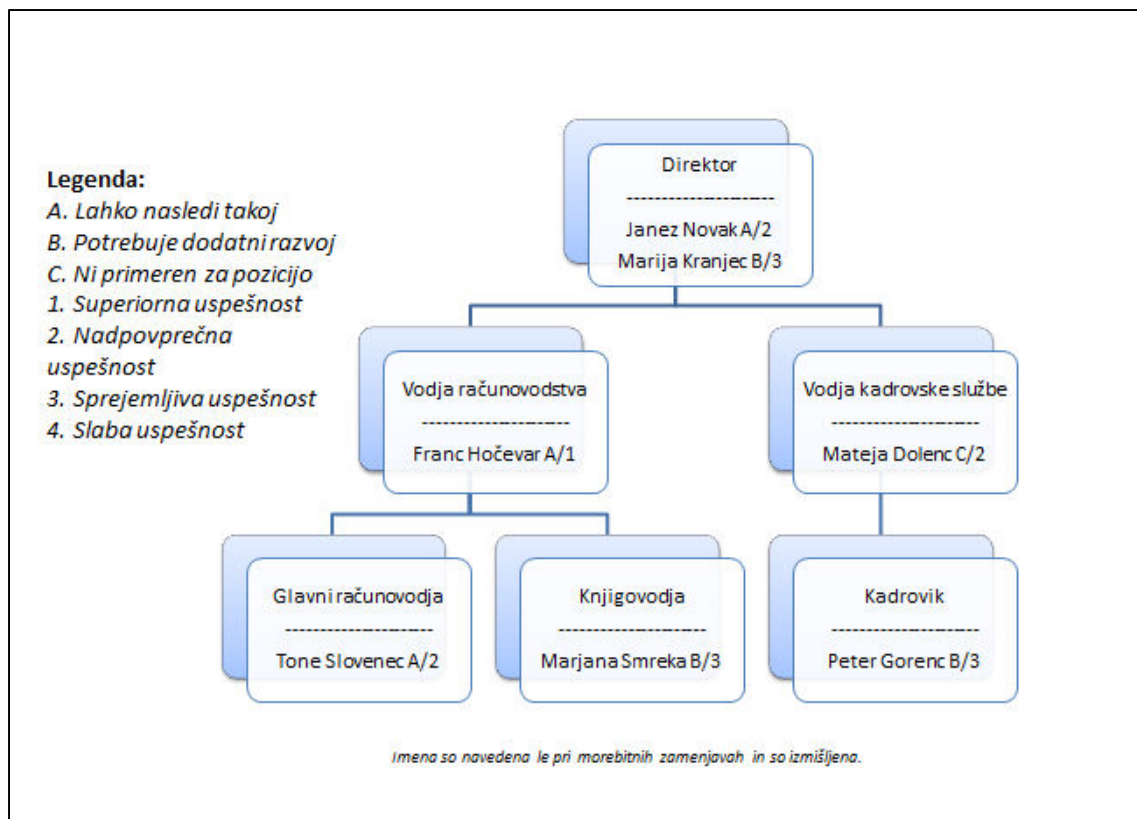 Legenda:
A. Lahko nasledi takoj
B. Potrebuje dodatni razvoj
C. Ni primeren za pozicijo
1. Superiorna uspešnost
2. Nadpovprečna
uspešnost
3. Sprejemljiva uspešnost
4. Slaba uspešnost
Direktor
---------------------
Janez Novak A/2
Marija Kranjec B/3
Vodja računovodstva
---------------------
Franc Hočevar A/1
Vodja kadrovske službe
---------------------
Mateja Dolenc C/2
Glavni računovodja
---------------------
Tone Slovenec A/2
Knjigovodja
---------------------
Marjana Smreka B/3
Kadrovik
---------------------
Peter Gorenc B/3
Imena so navedena le pri morebitnih zamenjavah in so izmišljena.